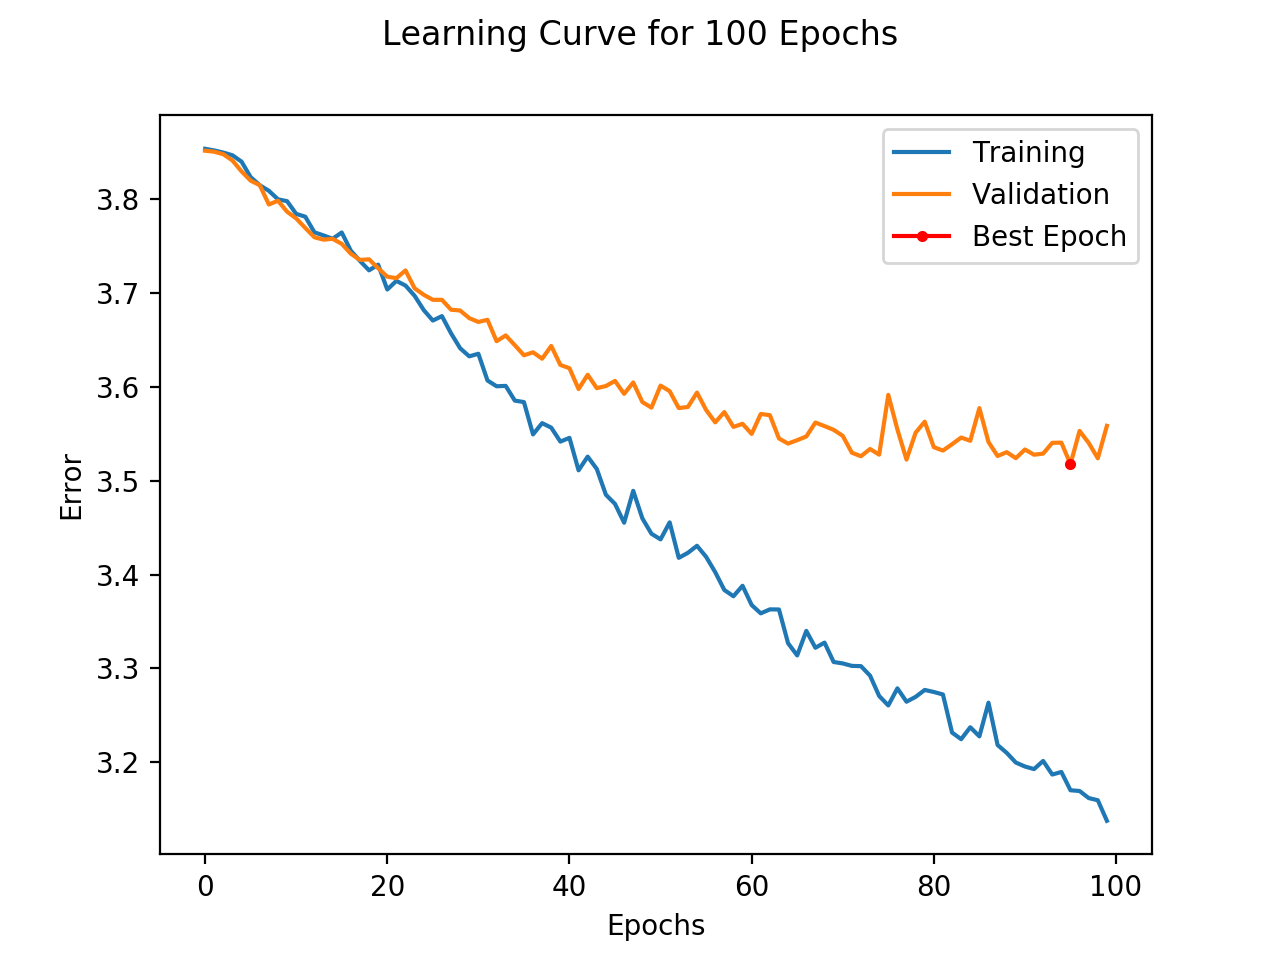 Learning Curve for 100 Epochs
Training
Validation
Best Epoch
3.8
3.7
3.6
3.5
3.4
3.3
3.2
Error
0 20 40 60 80 100
Epochs